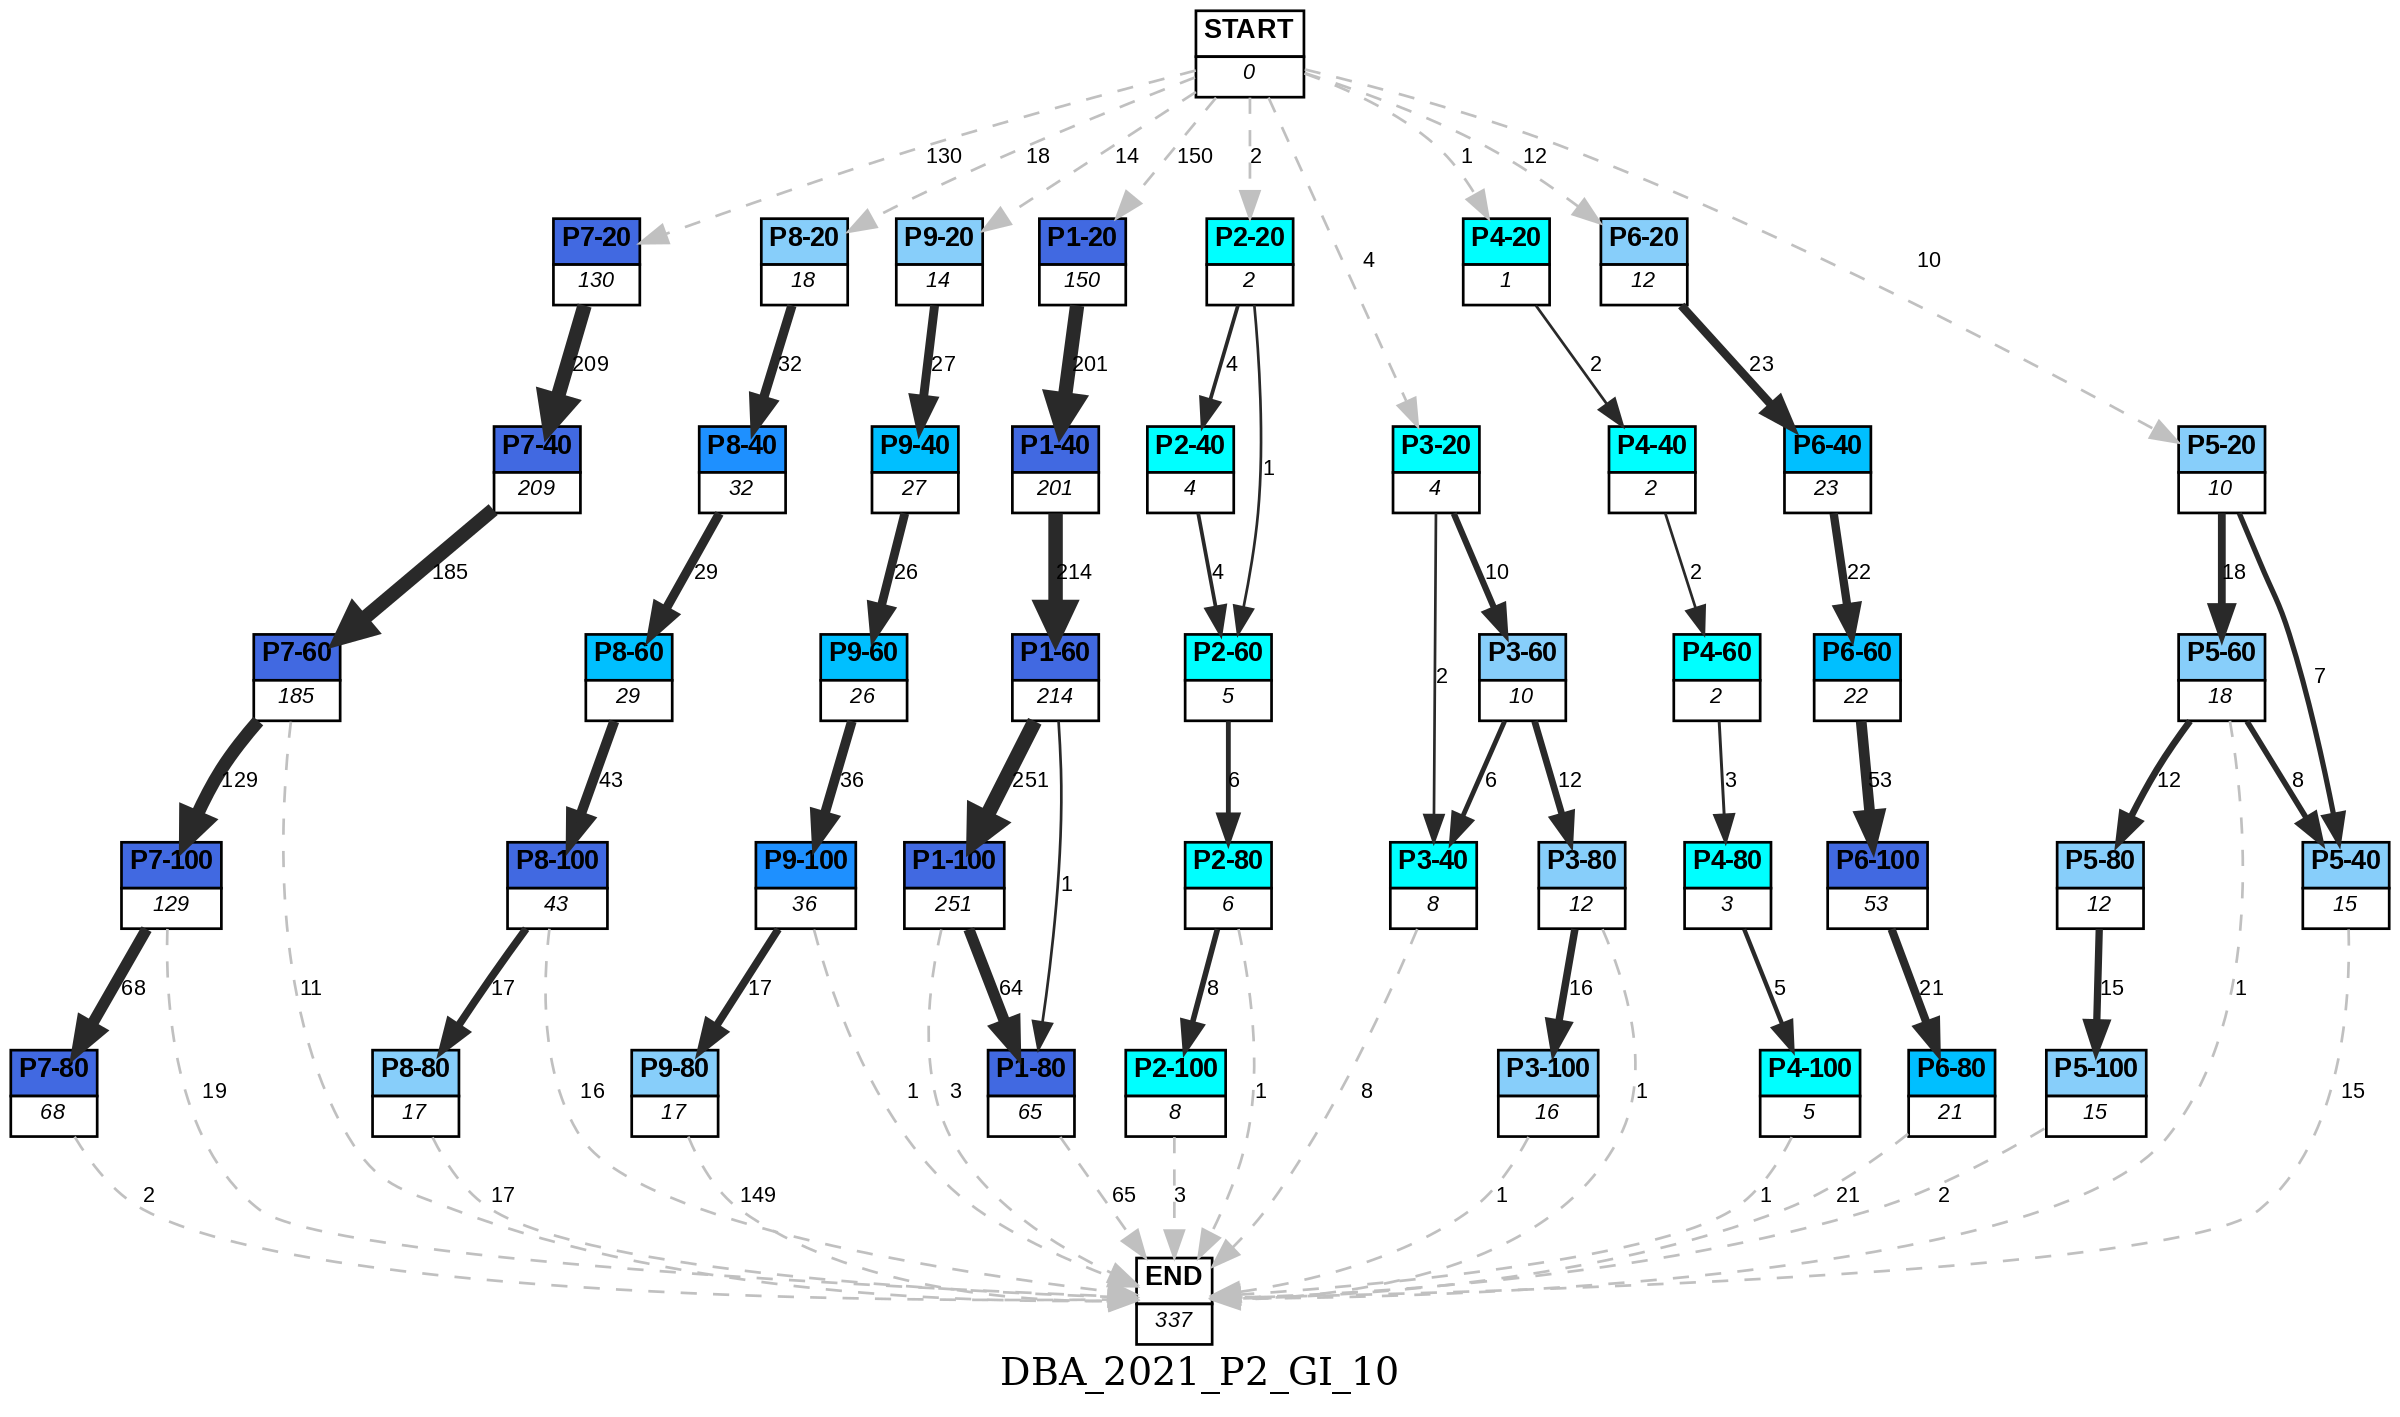 START
0
130
18
14
150
2
1
12
4
10
P7-20
130
P8-20
18
P9-20
14
P1-20
150
P2-20
2
P4-20
1
P6-20
12
209
32
27
201
4
1
2
23
P7-40
209
P8-40
32
P9-40
27
P1-40
201
P2-40
4
P3-20
4
P4-40
2
P6-40
23
P5-20
10
185
29
26
214
4
2
10
2
22
18
7
P7-60
185
P8-60
29
P9-60
26
P1-60
214
P2-60
5
P3-60
10
P4-60
2
P6-60
22
P5-60
18
129
11
43
36
251
1
6
6
12
3
53
12
8
1
P7-100
129
P8-100
43
P9-100
36
P1-100
251
P2-80
6
P3-40
8
P3-80
12
P4-80
3
P6-100
53
P5-80
12
P5-40
15
68
19
17
16
17
1
3
64
8
1
8
16
1
5
21
15
15
P7-80
68
P8-80
17
P9-80
17
P1-80
65
P2-100
8
P3-100
16
P4-100
5
P6-80
21
P5-100
15
2
17
149
65
3
1
1
21
2
END
337
DBA_2021_P2_GI_10